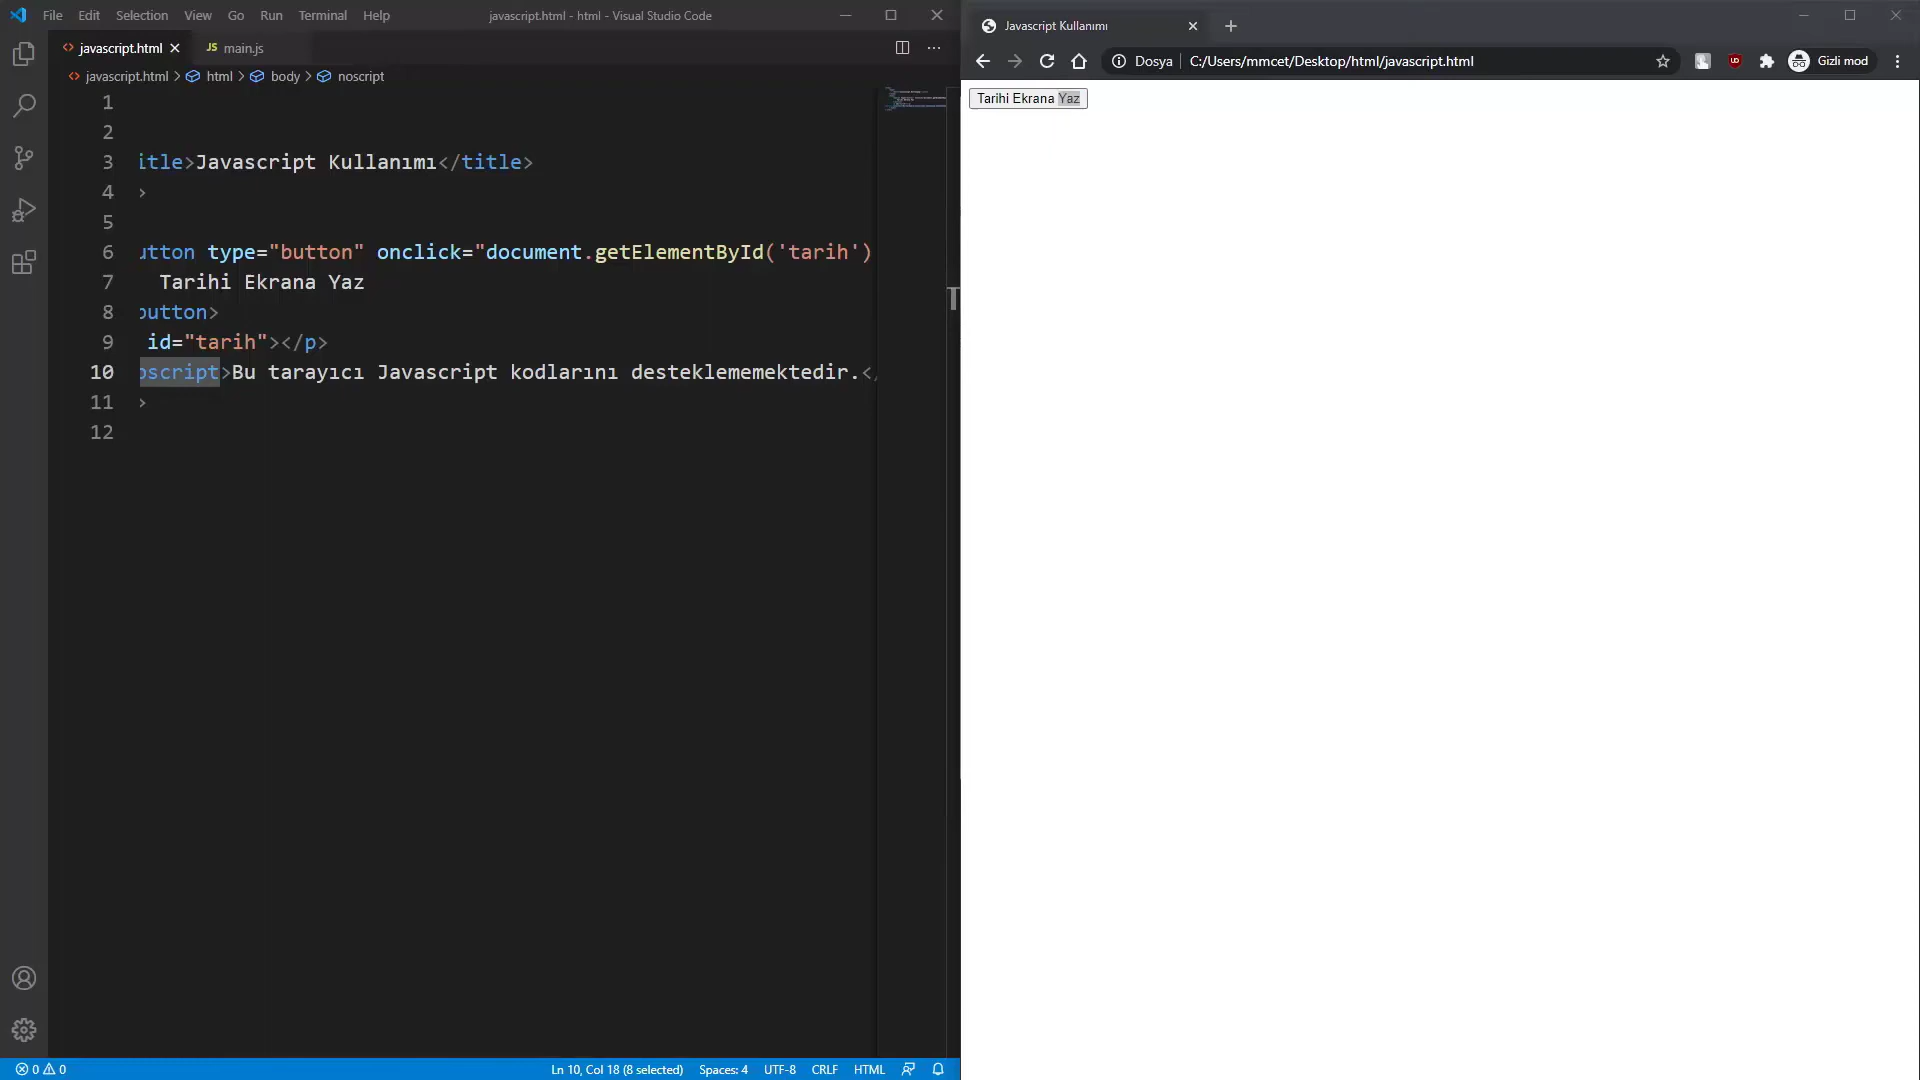 File Edit Selection View Go Run Terminal Help
javascript.html - html - Visual Studio Code
javascript.html JS main.js
javascript.html html body noscript
1
2
3 itle>Javascript Kullanımı</title>
4 >
5
6 utton type="button" onclick="document.getElementById('tarih')
7 Tarihi Ekrana Yaz
8 button>
9 id="tarih"></p>
10 oscript>Bu tarayıcı Javascript kodlarını desteklememektedir.</
11 >
12
0 0 Ln 10, Col 18 (8 selected) Spaces: 4 UTF-8 CRLF HTML
Javascript Kullanımı
Dosya C:/Users/mmcet/Desktop/html/javascript.html Gizli mod
Tarihi Ekrana Yaz